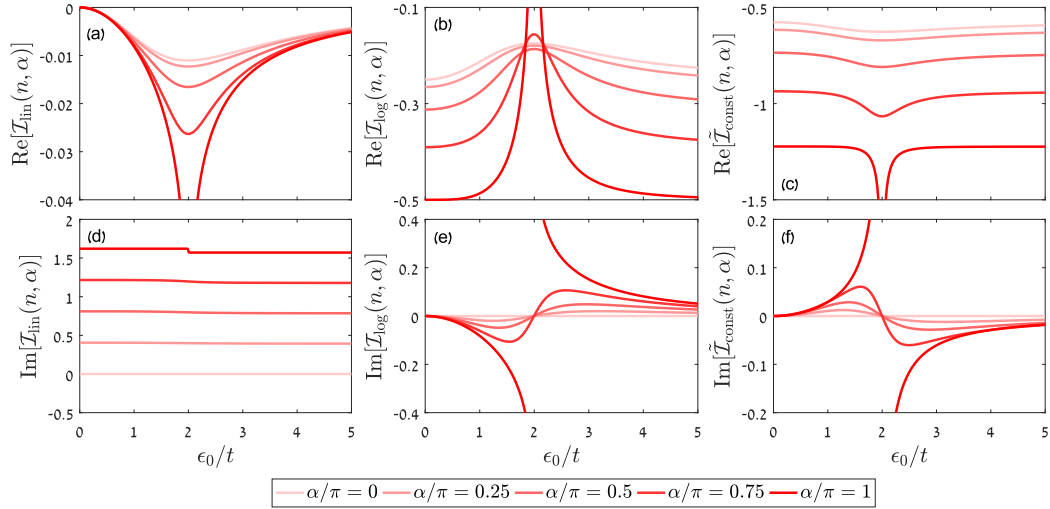 (a)
Re[𝓘_lin(n, α)]
0
-0.01
-0.02
-0.03
-0.04
(b)
Re[𝓘_log(n, α)]
-0.1
-0.3
-0.5
(c)
Re[𝓘̃_const(n, α)]
-0.5
-1
-1.5
(d)
Im[𝓘_lin(n, α)]
2
1.5
1
0.5
0
-0.5
0 1 2 3 4 5
ϵ₀/t
(e)
Im[𝓘_log(n, α)]
0.4
0.2
0
-0.2
-0.4
0 1 2 3 4 5
ϵ₀/t
(f)
Im[𝓘̃_const(n, α)]
0.2
0.1
0
-0.1
-0.2
0 1 2 3 4 5
ϵ₀/t
α/π = 0 α/π = 0.25 α/π = 0.5 α/π = 0.75 α/π = 1